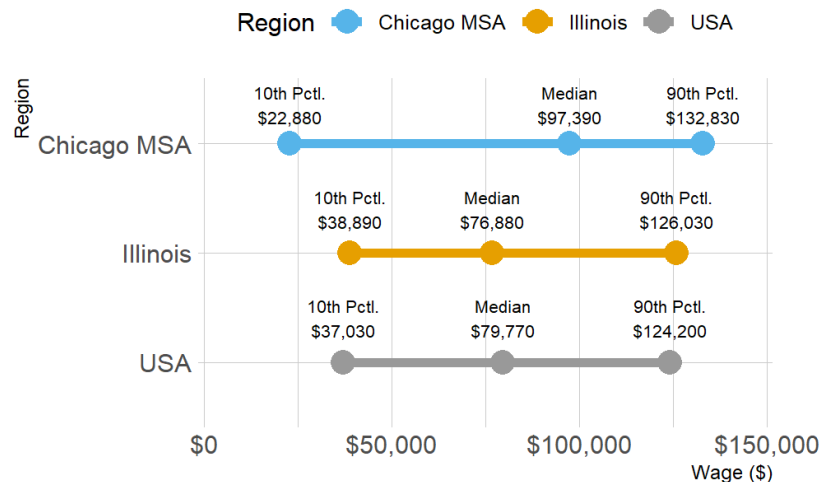 Region Chicago MSA Illinois USA
Region
10th Pctl. Median 90th Pctl.
$22,880 $97,390 $132,830
Chicago MSA
10th Pctl. Median 90th Pctl.
$38,890 $76,880 $126,030
Illinois
10th Pctl. Median 90th Pctl.
$37,030 $79,770 $124,200
USA
$0 $50,000 $100,000 $150,000
Wage ($)